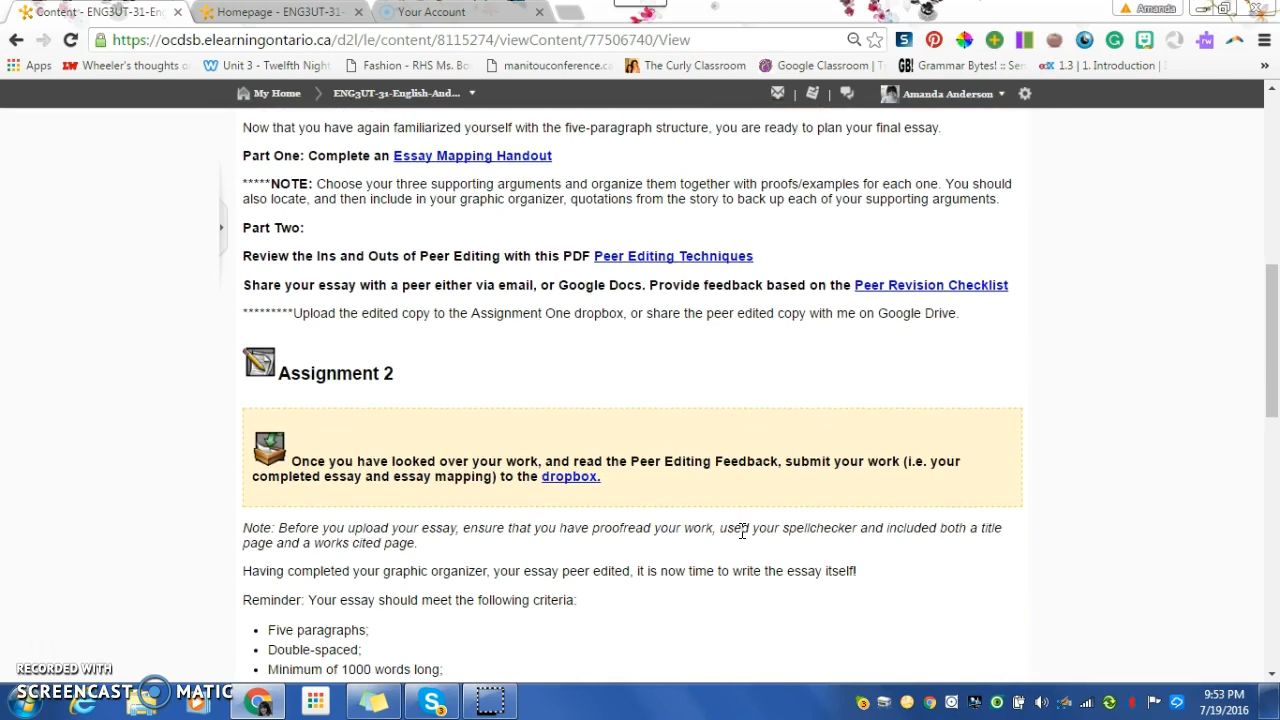 Content - ENG3UT-31-Eng
Homepage - ENG3UT-31-
Your Account
Amanda
https://ocdsb.elearningontario.ca/d2l/le/content/8115274/viewContent/77506740/View
Apps
Wheeler's thoughts o
Unit 3 - Twelfth Night
Fashion - RHS Ms. Bo
manitouconference.ca
The Curly Classroom
Google Classroom | T
Grammar Bytes! :: Sen
1.3 | 1. Introduction |
»
My Home
ENG3UT-31-English-And...
Amanda Anderson
Now that you have again familiarized yourself with the five-paragraph structure, you are ready to plan your final essay.
Part One: Complete an Essay Mapping Handout
*****NOTE: Choose your three supporting arguments and organize them together with proofs/examples for each one. You should
also locate, and then include in your graphic organizer, quotations from the story to back up each of your supporting arguments.
Part Two:
Review the Ins and Outs of Peer Editing with this PDF Peer Editing Techniques
Share your essay with a peer either via email, or Google Docs. Provide feedback based on the Peer Revision Checklist
*********Upload the edited copy to the Assignment One dropbox, or share the peer edited copy with me on Google Drive.
Assignment 2
Once you have looked over your work, and read the Peer Editing Feedback, submit your work (i.e. your
completed essay and essay mapping) to the dropbox.
Note: Before you upload your essay, ensure that you have proofread your work, used your spellchecker and included both a title
page and a works cited page.
Having completed your graphic organizer, your essay peer edited, it is now time to write the essay itself!
Reminder: Your essay should meet the following criteria:
• Five paragraphs;
• Double-spaced;
• Minimum of 1000 words long;
RECORDED WITH
SCREENCAST MATIC
9:53 PM
7/19/2016